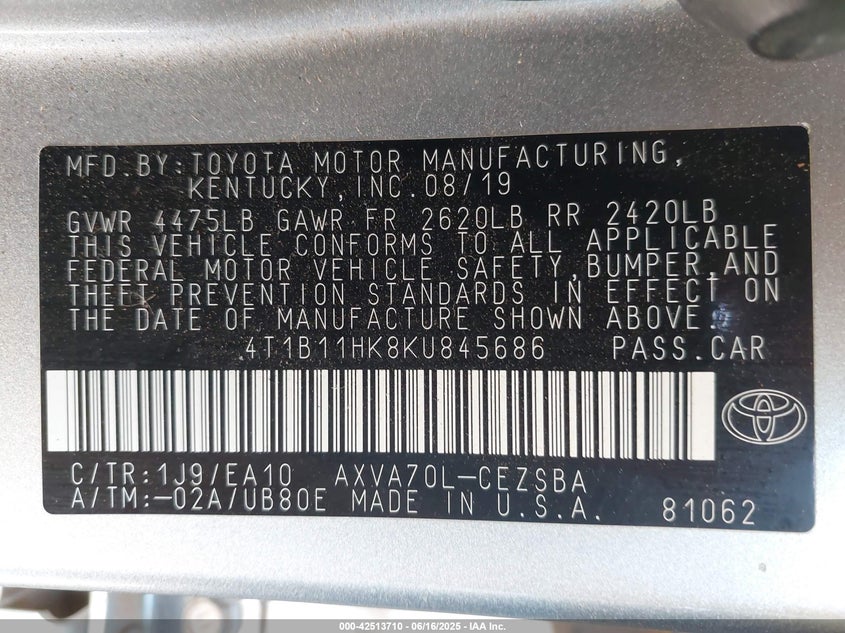 MFD.BY:TOYOTA MOTOR MANUFACTURING,
KENTUCKY,INC.08/19
GVWR 4475LB GAWR FR 2620LB RR 2420LB
THIS VEHICLE CONFORMS TO ALL APPLICABLE
FEDERAL MOTOR VEHICLE SAFETY,BUMPER,AND
THEFT PREVENTION STANDARDS IN EFFECT ON
THE DATE OF MANUFACTURE SHOWN ABOVE.
4T1B11HK8KU845686 PASS.CAR
C/TR:1J9/EA10 AXVA70L-CEZSBA
A/TM:-02A/UB80E MADE IN U.S.A. 81062
000-42513710 - 06/16/2025 - IAA Inc.